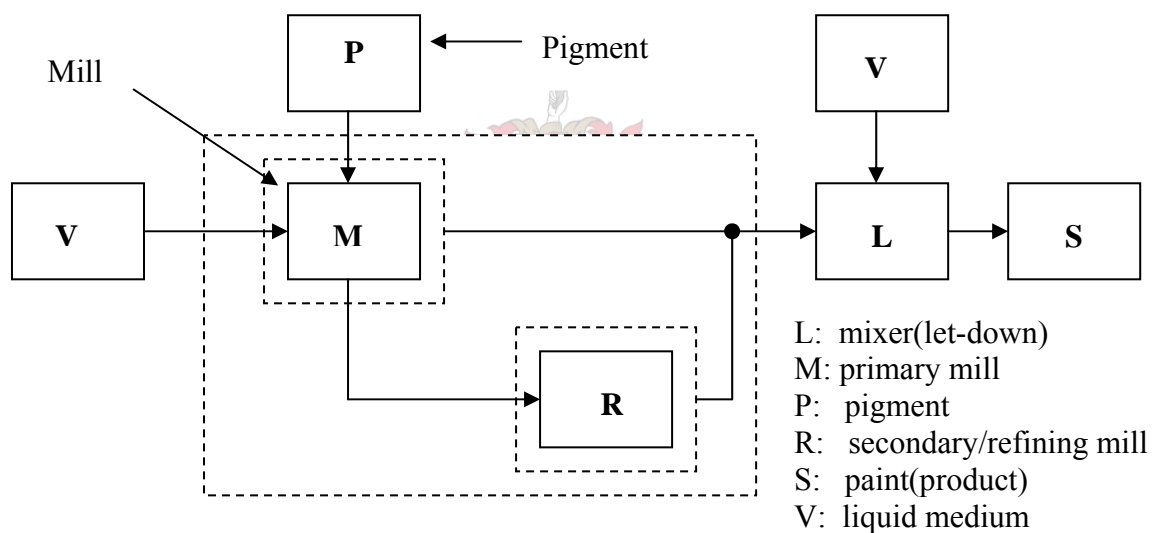 P
Pigment
V
Mill
V
M
L
S
R
L: mixer(let-down)
M: primary mill
P: pigment
R: secondary/refining mill
S: paint(product)
V: liquid medium